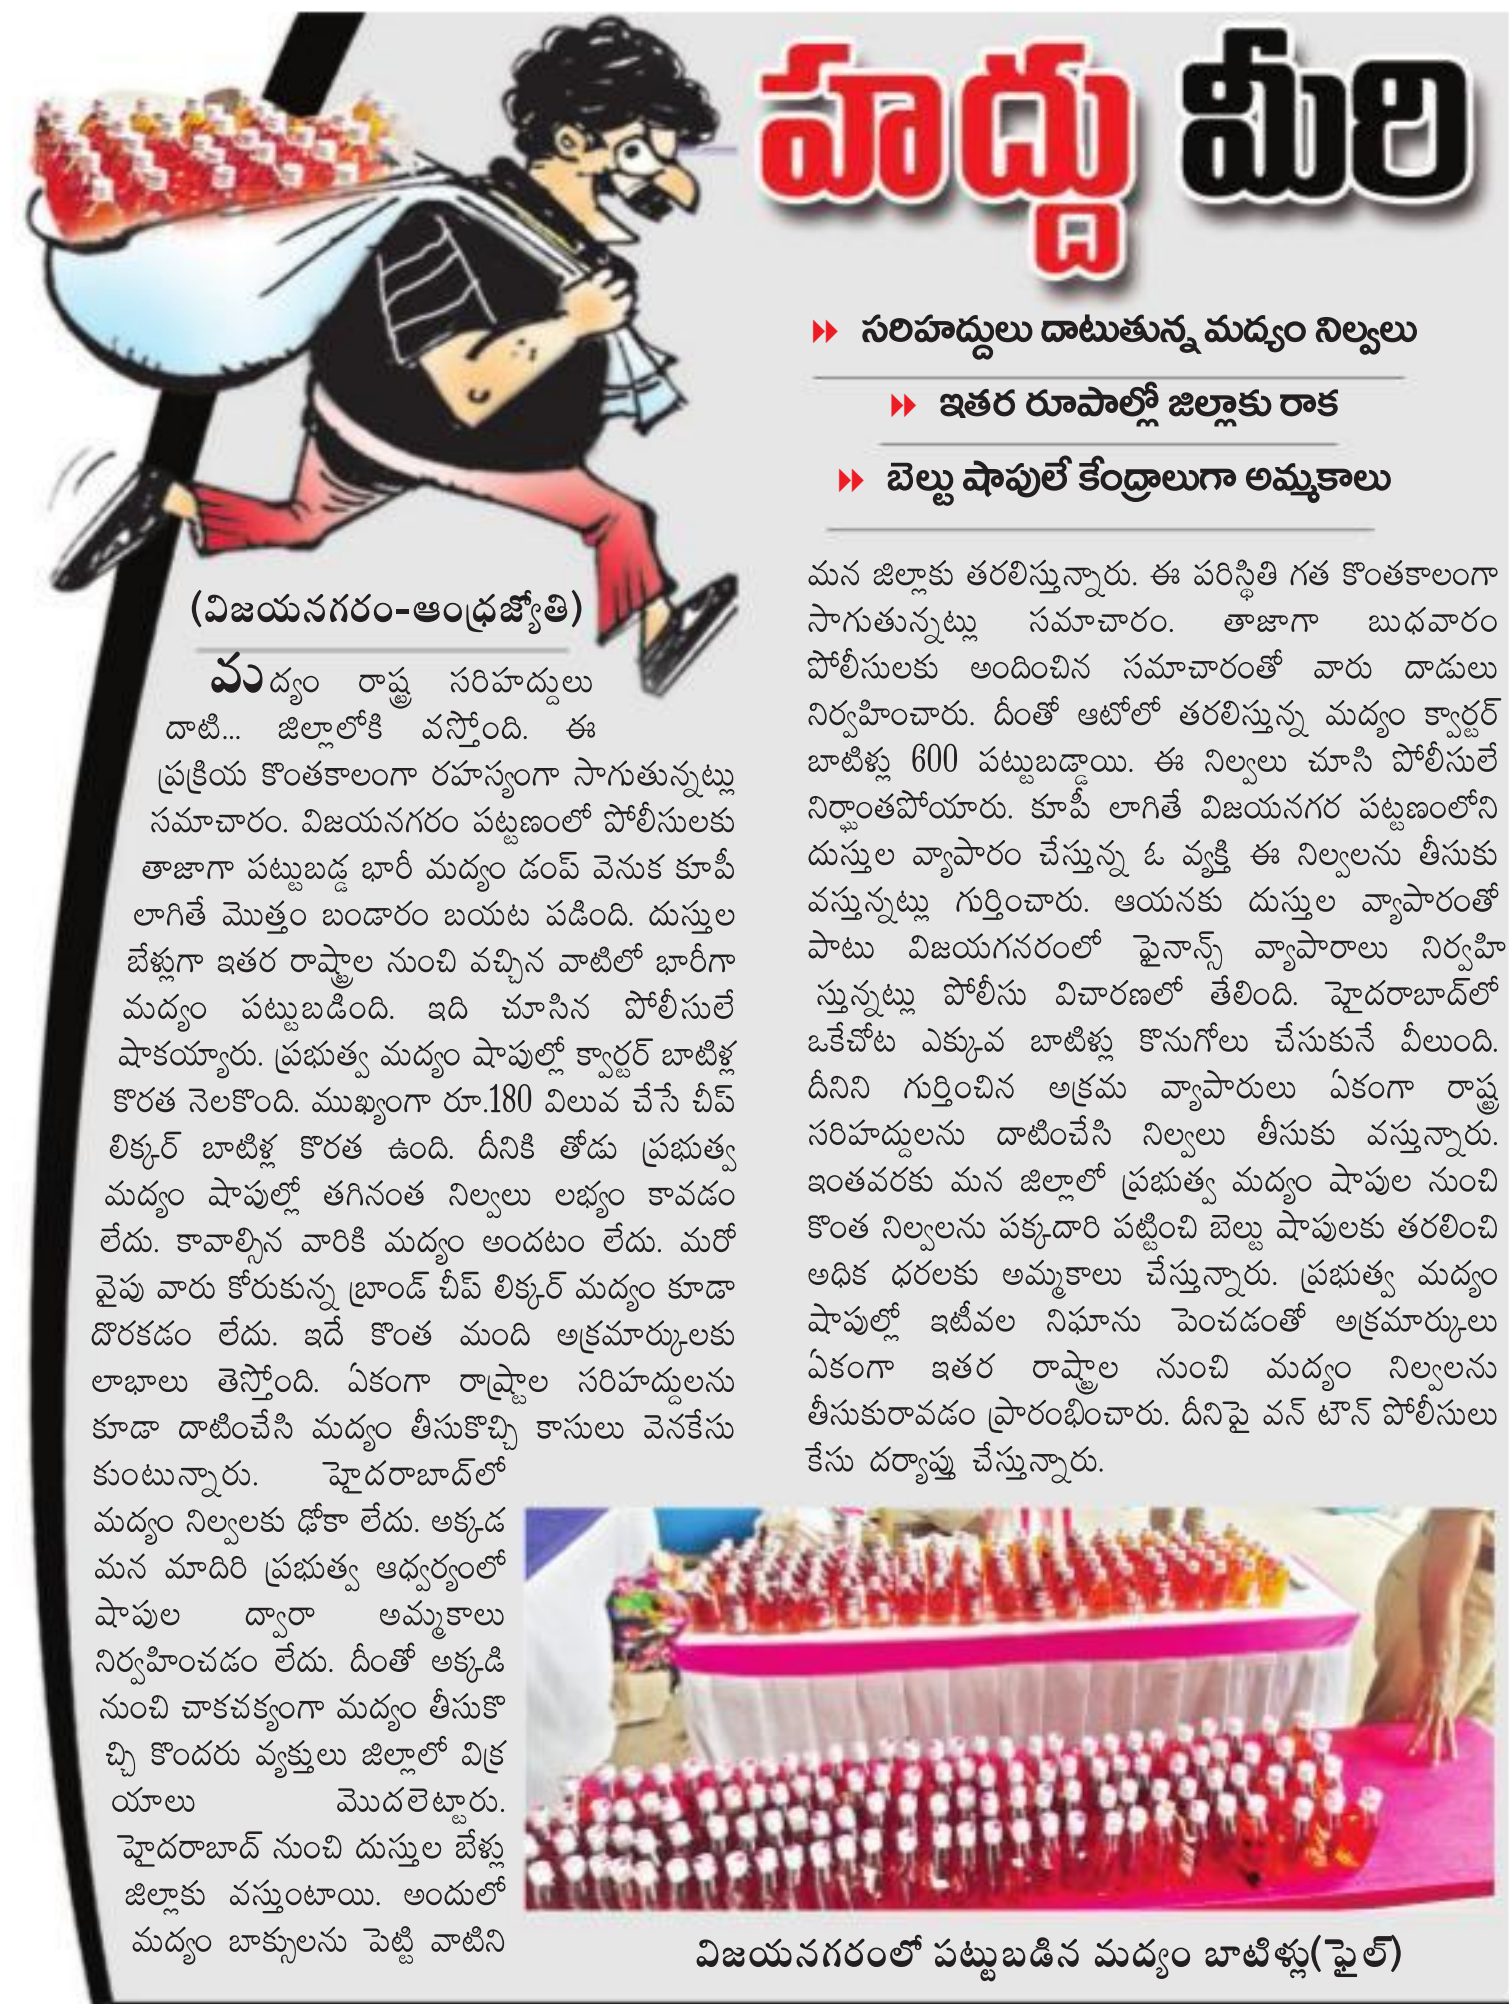 హద్దు మీరి
సరిహద్దులు దాటుతున్న మద్యం నిల్వలు
ఇతర రూపాల్లో జిల్లాకు రాక
బెల్టు షాపులే కేంద్రాలుగా అమ్మకాలు
(విజయనగరం-ఆంధ్రజ్యోతి)
మద్యం రాష్ట్ర సరిహద్దులు
దాటి... జిల్లాలోకి వస్తోంది. ఈ
ప్రక్రియ కొంతకాలంగా రహస్యంగా సాగుతున్నట్లు
సమాచారం. విజయనగరం పట్టణంలో పోలీసులకు
తాజాగా పట్టుబడ్డ భారీ మద్యం డంప్ వెనుక కూపీ
లాగితే మొత్తం బండారం బయట పడింది. దుస్తుల
బేళ్లుగా ఇతర రాష్ట్రాల నుంచి వచ్చిన వాటిలో భారీగా
మద్యం పట్టుబడింది. ఇది చూసిన పోలీసులే
షాకయ్యారు. ప్రభుత్వ మద్యం షాపుల్లో క్వార్టర్ బాటిళ్ల
కొరత నెలకొంది. ముఖ్యంగా రూ.180 విలువ చేసే చీప్
లిక్కర్ బాటిళ్ల కొరత ఉంది. దీనికి తోడు ప్రభుత్వ
మద్యం షాపుల్లో తగినంత నిల్వలు లభ్యం కావడం
లేదు. కావాల్సిన వారికి మద్యం అందటం లేదు. మరో
వైపు వారు కోరుకున్న బ్రాండ్ చీప్ లిక్కర్ మద్యం కూడా
దొరకడం లేదు. ఇదే కొంత మంది అక్రమార్కులకు
లాభాలు తెస్తోంది. ఏకంగా రాష్ట్రాల సరిహద్దులను
కూడా దాటించేసి మద్యం తీసుకొచ్చి కాసులు వెనకేసు
కుంటున్నారు. హైదరాబాద్‌లో
మద్యం నిల్వలకు ఢోకా లేదు. అక్కడ
మన మాదిరి ప్రభుత్వ ఆధ్వర్యంలో
షాపుల ద్వారా అమ్మకాలు
నిర్వహించడం లేదు. దీంతో అక్కడి
నుంచి చాకచక్యంగా మద్యం తీసుకొ
చ్చి కొందరు వ్యక్తులు జిల్లాలో విక్ర
యాలు మొదలెట్టారు.
హైదరాబాద్ నుంచి దుస్తుల బేళ్లు
జిల్లాకు వస్తుంటాయి. అందులో
మద్యం బాక్సులను పెట్టి వాటిని
మన జిల్లాకు తరలిస్తున్నారు. ఈ పరిస్థితి గత కొంతకాలంగా
సాగుతున్నట్లు సమాచారం. తాజాగా బుధవారం
పోలీసులకు అందించిన సమాచారంతో వారు దాడులు
నిర్వహించారు. దీంతో ఆటోలో తరలిస్తున్న మద్యం క్వార్టర్
బాటిళ్లు 600 పట్టుబడ్డాయి. ఈ నిల్వలు చూసి పోలీసులే
నిర్ఘాంతపోయారు. కూపీ లాగితే విజయనగర పట్టణంలోని
దుస్తుల వ్యాపారం చేస్తున్న ఓ వ్యక్తి ఈ నిల్వలను తీసుకు
వస్తున్నట్లు గుర్తించారు. ఆయనకు దుస్తుల వ్యాపారంతో
పాటు విజయగనరంలో ఫైనాన్స్ వ్యాపారాలు నిర్వహి
స్తున్నట్లు పోలీసు విచారణలో తేలింది. హైదరాబాద్‌లో
ఒకేచోట ఎక్కువ బాటిళ్లు కొనుగోలు చేసుకునే వీలుంది.
దీనిని గుర్తించిన అక్రమ వ్యాపారులు ఏకంగా రాష్ట్ర
సరిహద్దులను దాటించేసి నిల్వలు తీసుకు వస్తున్నారు.
ఇంతవరకు మన జిల్లాలో ప్రభుత్వ మద్యం షాపుల నుంచి
కొంత నిల్వలను పక్కదారి పట్టించి బెల్టు షాపులకు తరలించి
అధిక ధరలకు అమ్మకాలు చేస్తున్నారు. ప్రభుత్వ మద్యం
షాపుల్లో ఇటీవల నిఘాను పెంచడంతో అక్రమార్కులు
ఏకంగా ఇతర రాష్ట్రాల నుంచి మద్యం నిల్వలను
తీసుకురావడం ప్రారంభించారు. దీనిపై వన్ టౌన్ పోలీసులు
కేసు దర్యాప్తు చేస్తున్నారు.
విజయనగరంలో పట్టుబడిన మద్యం బాటిళ్లు(ఫైల్)